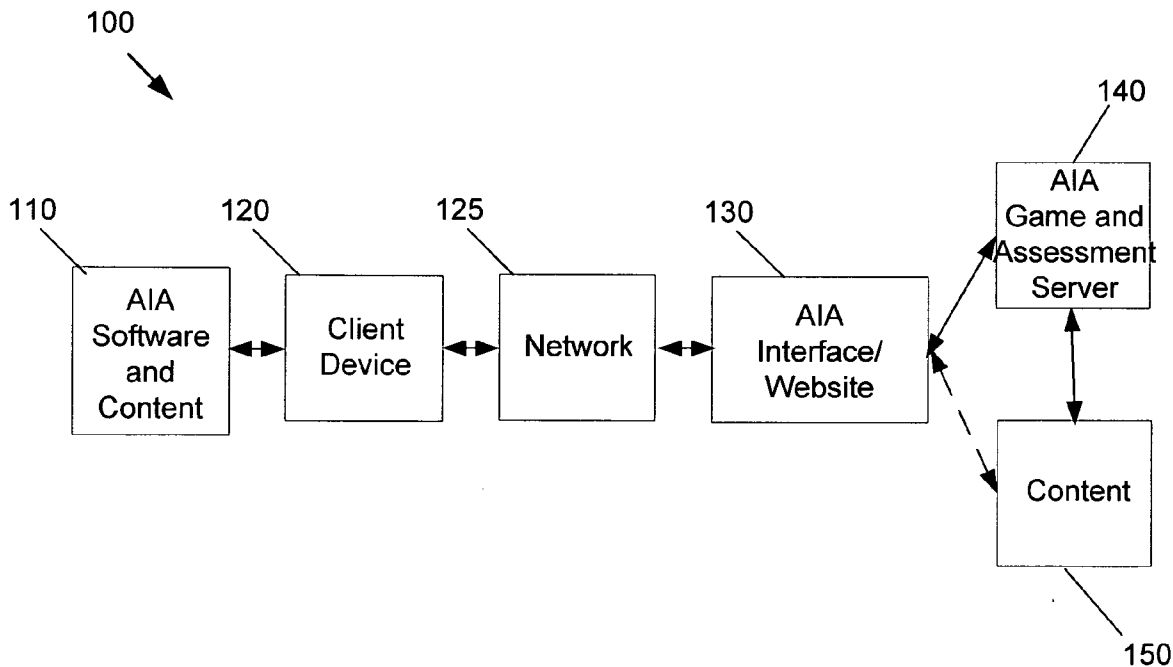 100
140
AIA
Game and
Assessment
Server
110
120
125
130
AIA
Software
and
Content
Client
Device
Network
AIA
Interface/
Website
Content
150